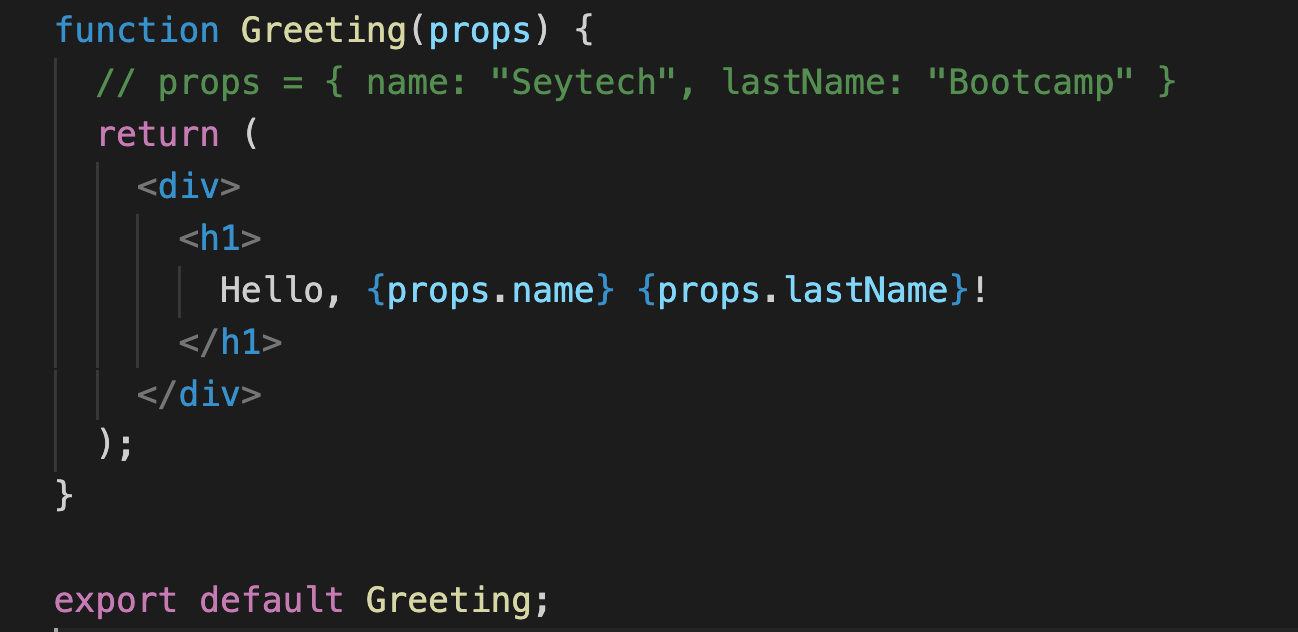 function Greeting(props) {
  // props = { name: "Seytech", lastName: "Bootcamp" }
  return (
    <div>
      <h1>
        Hello, {props.name} {props.lastName}!
      </h1>
    </div>
  );
}
export default Greeting;